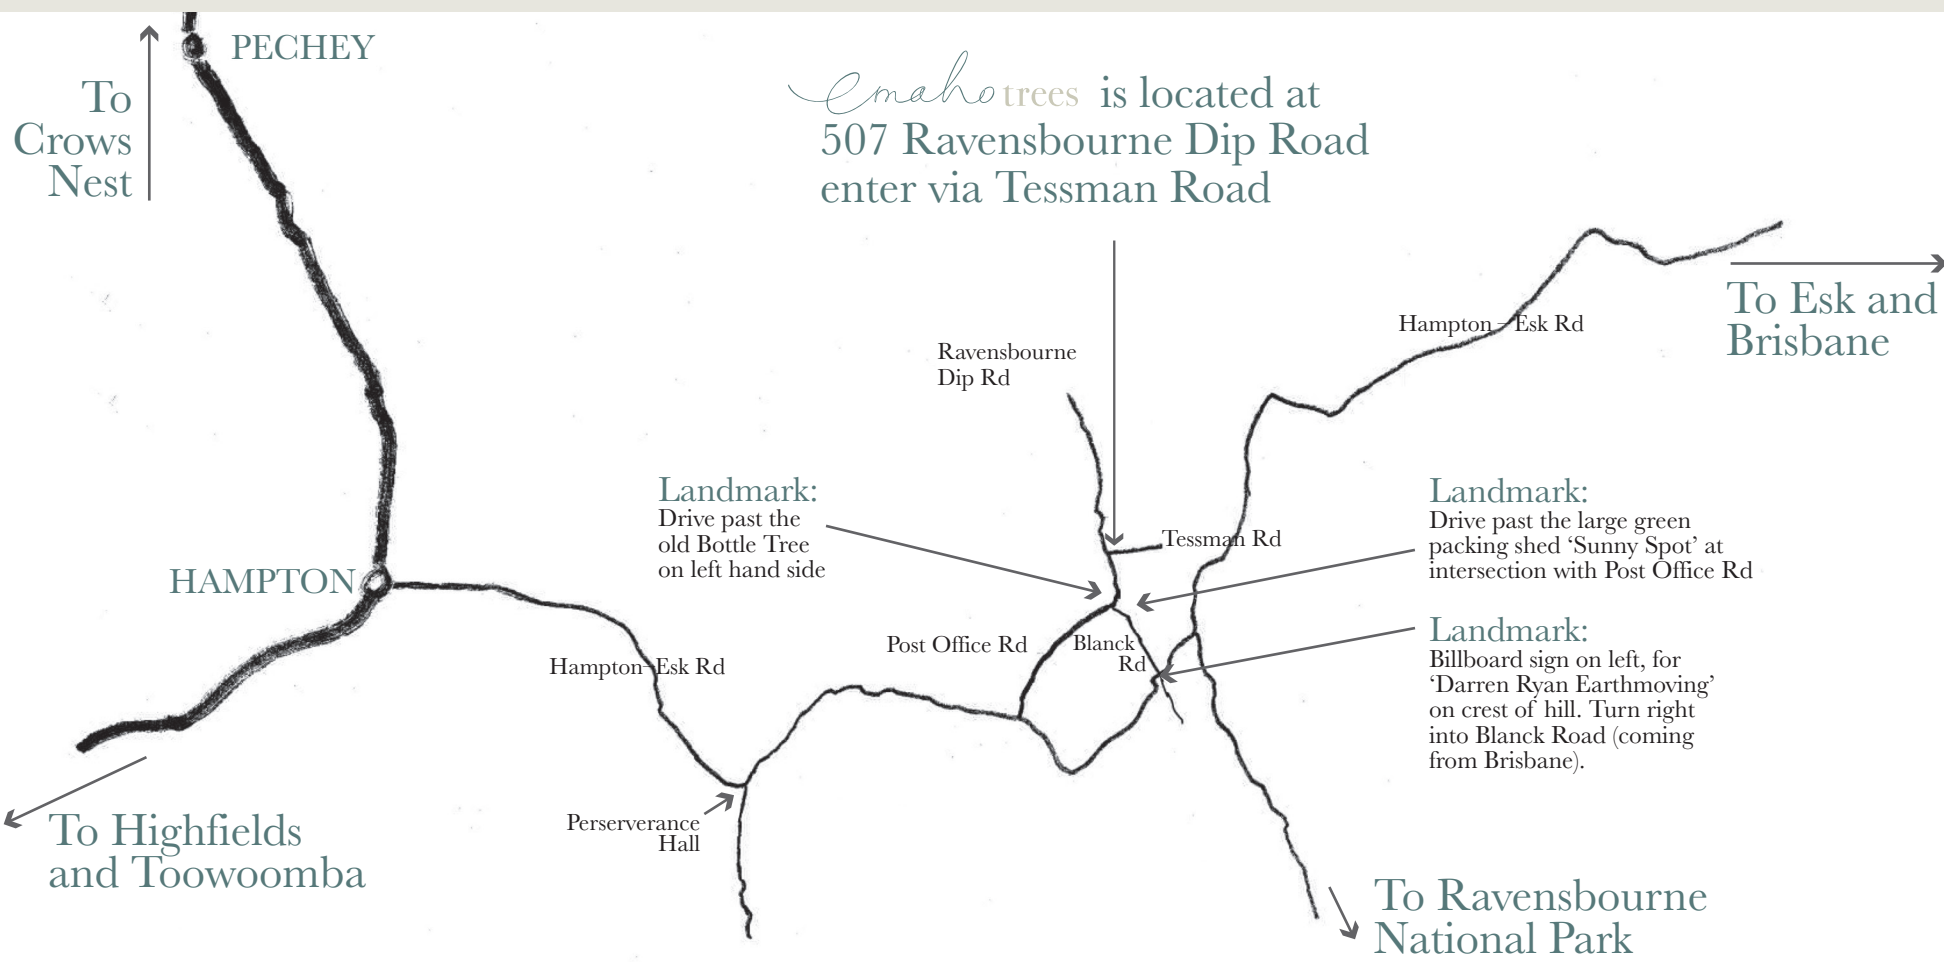 PECHEY
To
Crows
Nest
emaho trees is located at
507 Ravensbourne Dip Road
enter via Tessman Road
Hampton – Esk Rd
To Esk and
Brisbane
Ravensbourne
Dip Rd
Landmark:
Drive past the
old Bottle Tree
on left hand side
Tessman Rd
Landmark:
Drive past the large green
packing shed ‘Sunny Spot’ at
intersection with Post Office Rd
HAMPTON
Hampton–Esk Rd
Post Office Rd
Blanck
Rd
Landmark:
Billboard sign on left, for
‘Darren Ryan Earthmoving’
on crest of hill. Turn right
into Blanck Road (coming
from Brisbane).
Perserverance
Hall
To Highfields
and Toowoomba
To Ravensbourne
National Park